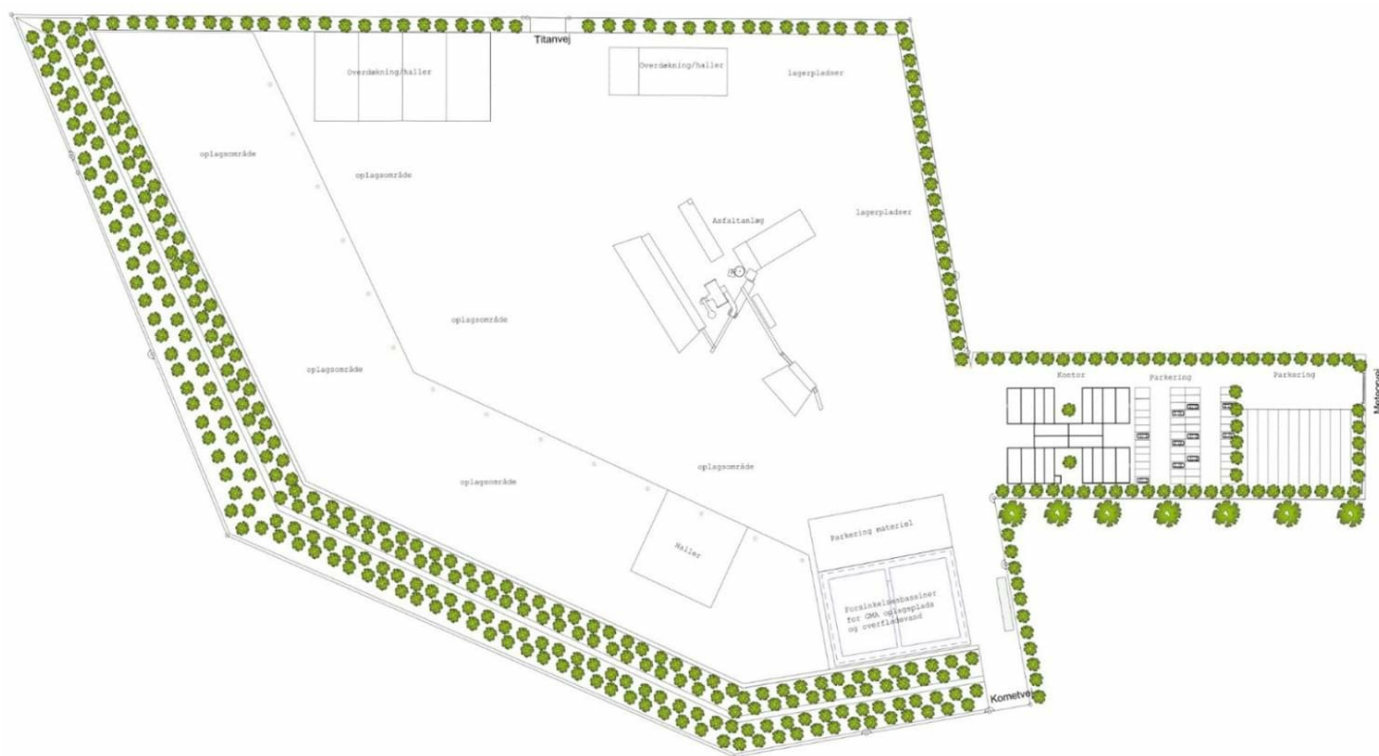 Titanvej
Overdækning/haller
Overdækning/haller
lagerpladser
oplagsområde
oplagsområde
lagerpladser
Asfaltanlæg
oplagsområde
oplagsområde
Kontor
Parkering
Parkering
Meteorvej
oplagsområde
oplagsområde
Parkering materiel
Haller
Forsinkelsesbassiner
for GMA oplagsplads
og overfladevand
Kometvej